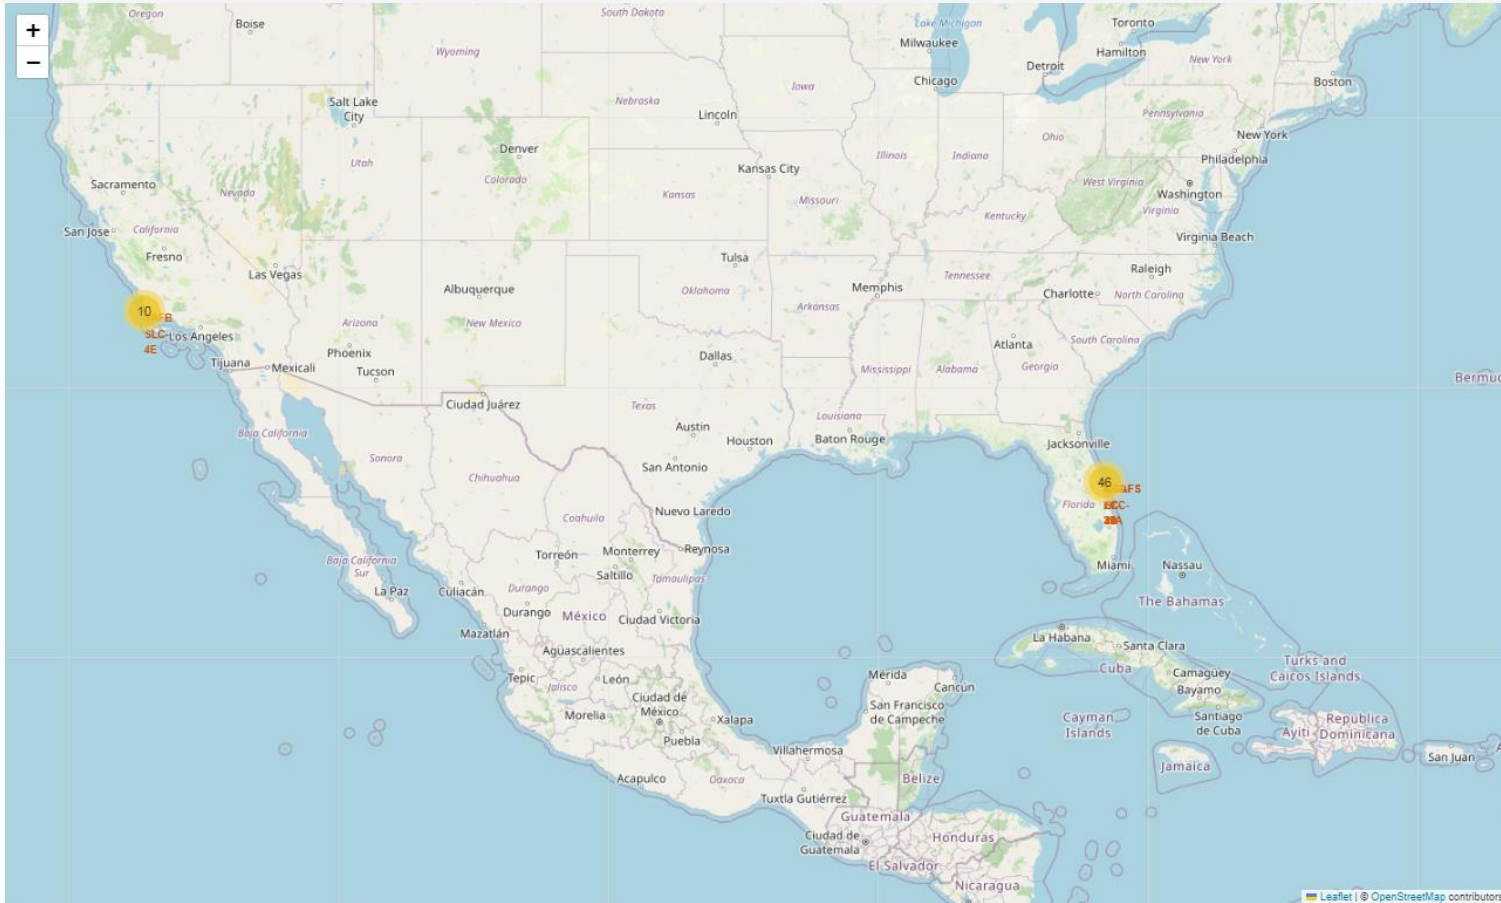 +
−
Oregon
Boise
South Dakota
Wyoming
Lake Michigan
Milwaukee
Toronto
Hamilton
Detroit
Chicago
New York
Boston
Iowa
Salt Lake
City
Nebraska
Lincoln
Pennsylvania
New York
Ohio
Philadelphia
Denver
Utah
Colorado
Illinois
Indiana
Kansas City
West Virginia
Washington
Sacramento
Nevada
Kansas
Missouri
Kentucky
Virginia
San Jose
California
Virginia Beach
Fresno
Las Vegas
Tulsa
Tennessee
Raleigh
Albuquerque
Oklahoma
Memphis
Charlotte
North Carolina
Arkansas
10
SLC-
4E
Los Angeles
Arizona
New Mexico
South Carolina
Atlanta
Phoenix
Dallas
Tijuana
Mexicali
Tucson
Mississippi
Alabama
Georgia
Ciudad Juárez
Texas
Louisiana
Austin
Houston
Baton Rouge
Jacksonville
Baja California
Sonora
San Antonio
Chihuahua
46
Florida
Nuevo Laredo
Coahuila
Torreón
Monterrey
Reynosa
Baja California
Sur
Saltillo
Tamaulipas
Miami
Nassau
La Paz
Culiacán
Durango
The Bahamas
Durango
México
Ciudad Victoria
Mazatlán
La Habana
Santa Clara
Aguascalientes
Cuba
Turks and
Caicos Islands
Tepic
León
Jalisco
Mérida
Cancún
Camagüey
Bayamo
Ciudad de
México
San Francisco
de Campeche
Morelia
Xalapa
Cayman
Islands
Santiago
de Cuba
Ayiti
República
Dominicana
Puebla
Villahermosa
Jamaica
San Juan
Acapulco
Oaxaca
Belize
Tuxtla Gutiérrez
Guatemala
Ciudad de
Guatemala
Honduras
El Salvador
Nicaragua
Leaflet | © OpenStreetMap contributors